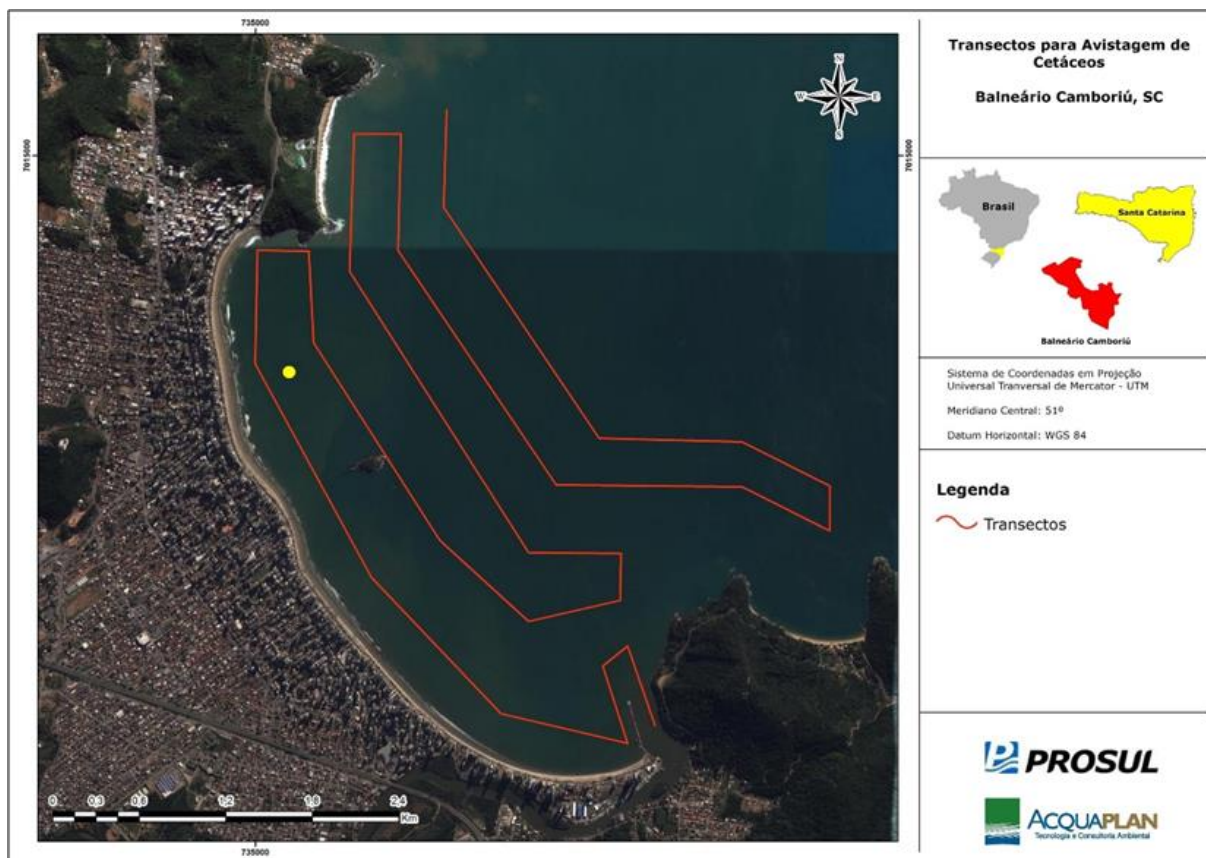 735000
Transectos para Avistagem de
Cetáceos
Balneário Camboriú, SC
N
W
E
S
7015000
7015000
Brasil
Santa Catarina
Balneário Camboriú
Sistema de Coordenadas em Projeção
Universal Tranversal de Mercator - UTM
Meridiano Central: 51º
Datum Horizontal: WGS 84
Legenda
Transectos
0 0,3 0,6 1,2 1,8 2,4
Km
735000
PROSUL
ACQUAPLAN
Tecnologia e Consultoria Ambiental